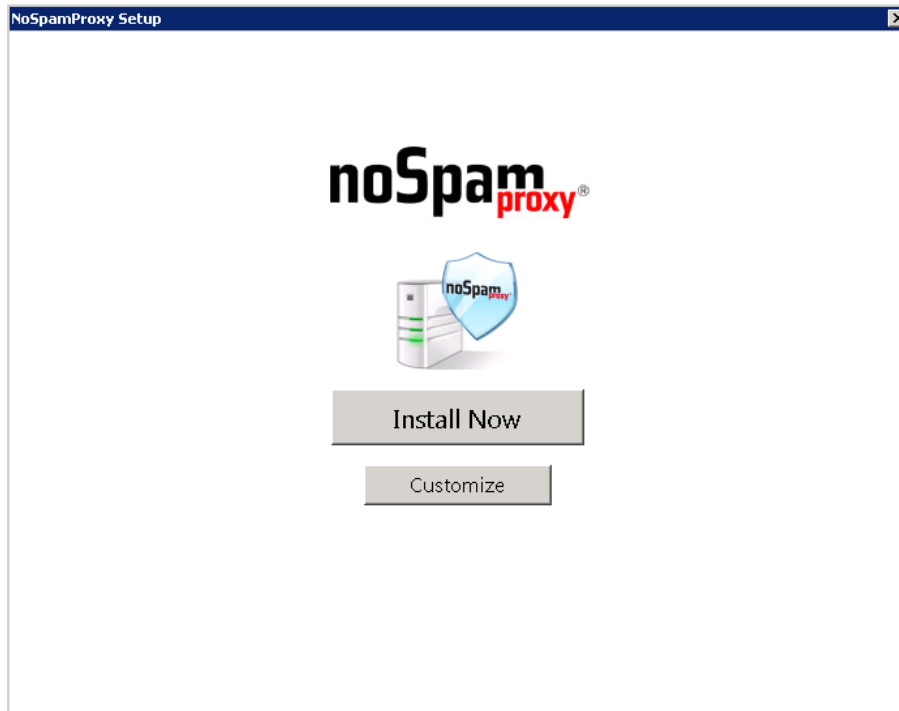 NoSpamProxy Setup
noSpam
proxy®
noSpam
proxy
Install Now
Customize